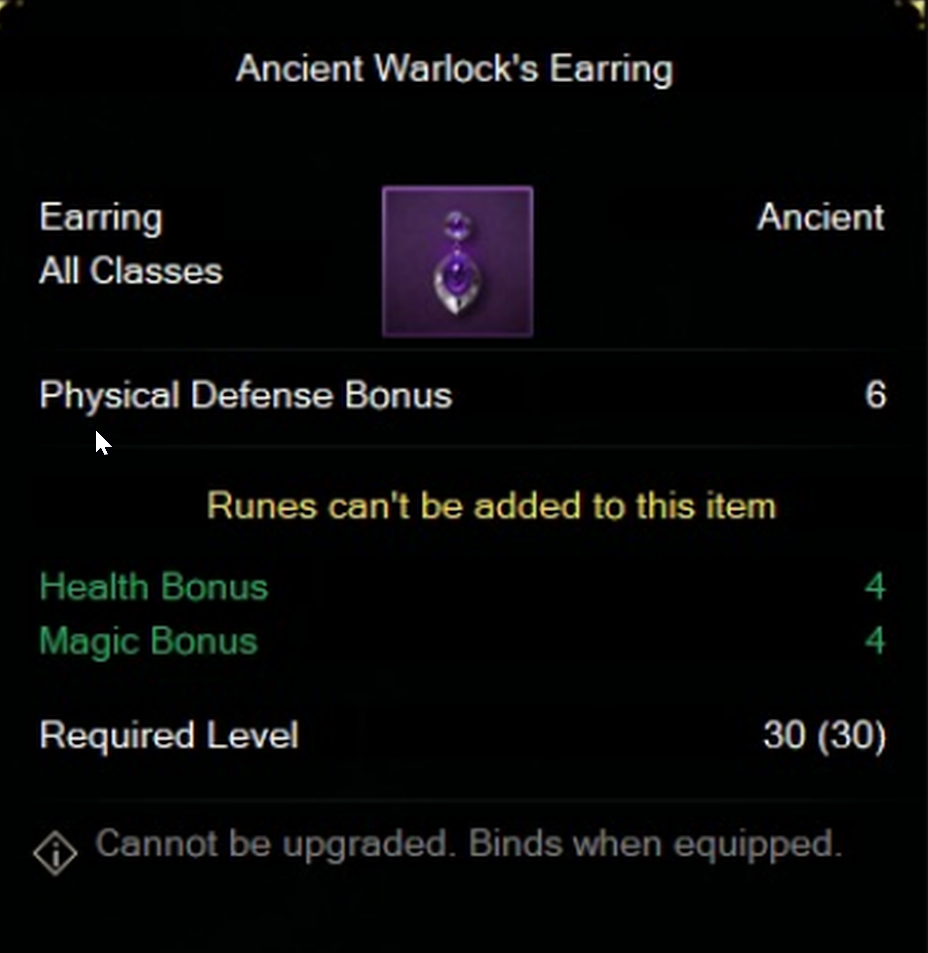 Ancient Warlock's Earring
Earring
Ancient
All Classes
Physical Defense Bonus 6
Runes can't be added to this item
Health Bonus 4
Magic Bonus 4
Required Level 30 (30)
Cannot be upgraded. Binds when equipped.